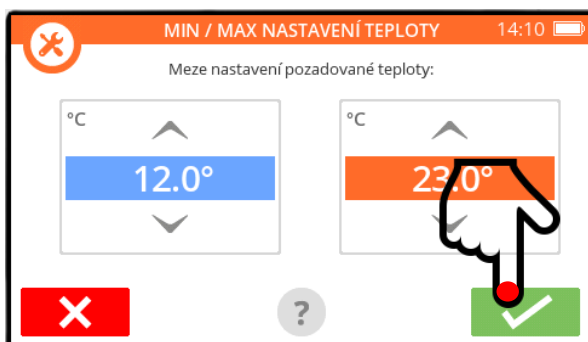 MIN / MAX NASTAVENÍ TEPLOTY 14:10
Meze nastavení pozadované teploty:
°C °C
12.0° 23.0°
?